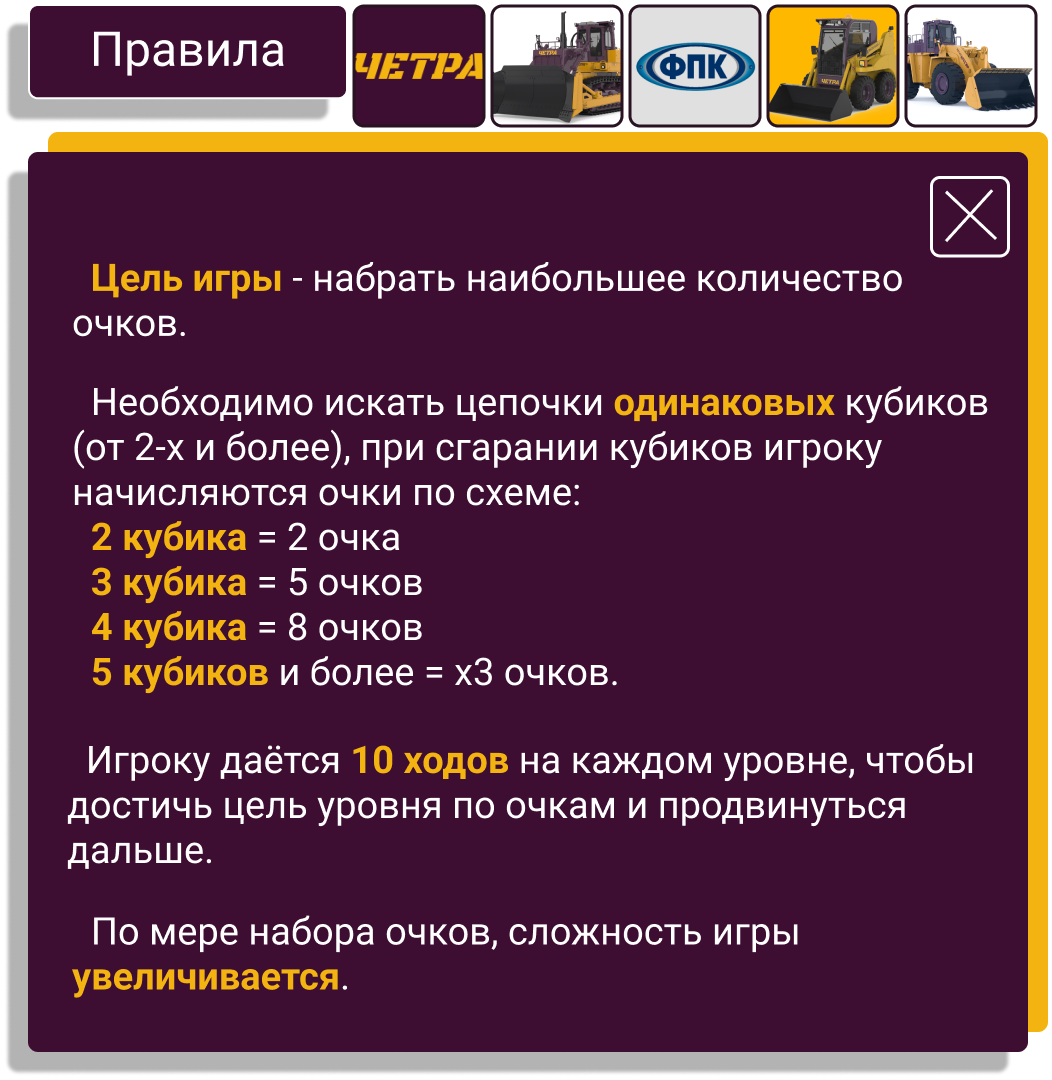 Правила
ЧЕТРА
ФПК
ЧЕТРА
Цель игры - набрать наибольшее количество
очков.
Необходимо искать цепочки одинаковых кубиков
(от 2-х и более), при сгарании кубиков игроку
начисляются очки по схеме:
2 кубика = 2 очка
3 кубика = 5 очков
4 кубика = 8 очков
5 кубиков и более = x3 очков.
Игроку даётся 10 ходов на каждом уровне, чтобы
достичь цель уровня по очкам и продвинуться
дальше.
По мере набора очков, сложность игры
увеличивается.